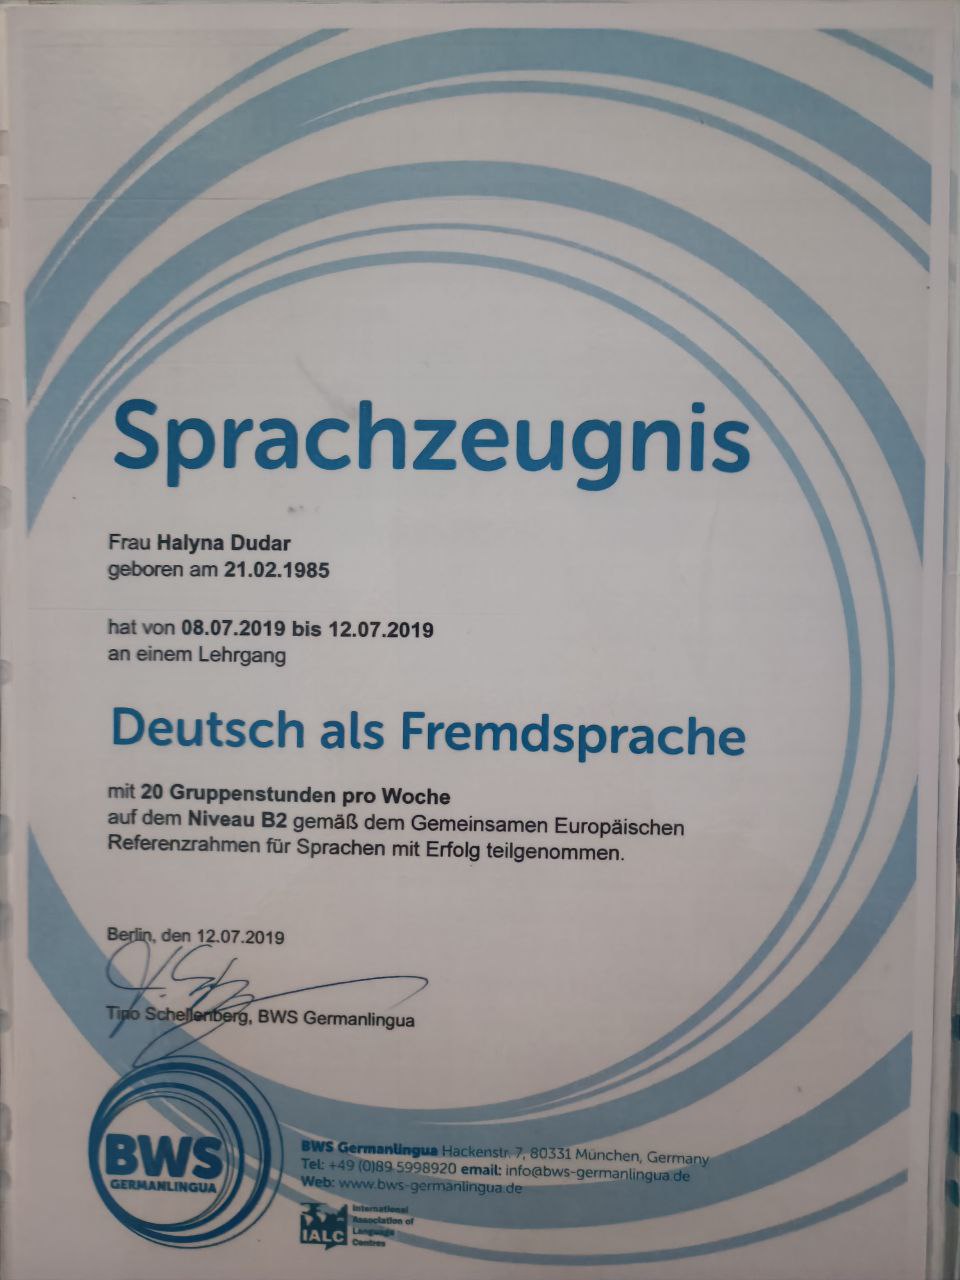 Sprachzeugnis
Frau Halyna Dudar
geboren am 21.02.1985
hat von 08.07.2019 bis 12.07.2019
an einem Lehrgang
Deutsch als Fremdsprache
mit 20 Gruppenstunden pro Woche
auf dem Niveau B2 gemäß dem Gemeinsamen Europäischen
Referenzrahmen für Sprachen mit Erfolg teilgenommen.
Berlin, den 12.07.2019
Tino Schellenberg, BWS Germanlingua
BWS
GERMANLINGUA
BWS Germanlingua Hackenstr. 7, 80331 München, Germany
Tel: +49 (0)89 5998920 email: info@bws-germanlingua.de
Web: www.bws-germanlingua.de
IALC
International
Association of
Language
Centres